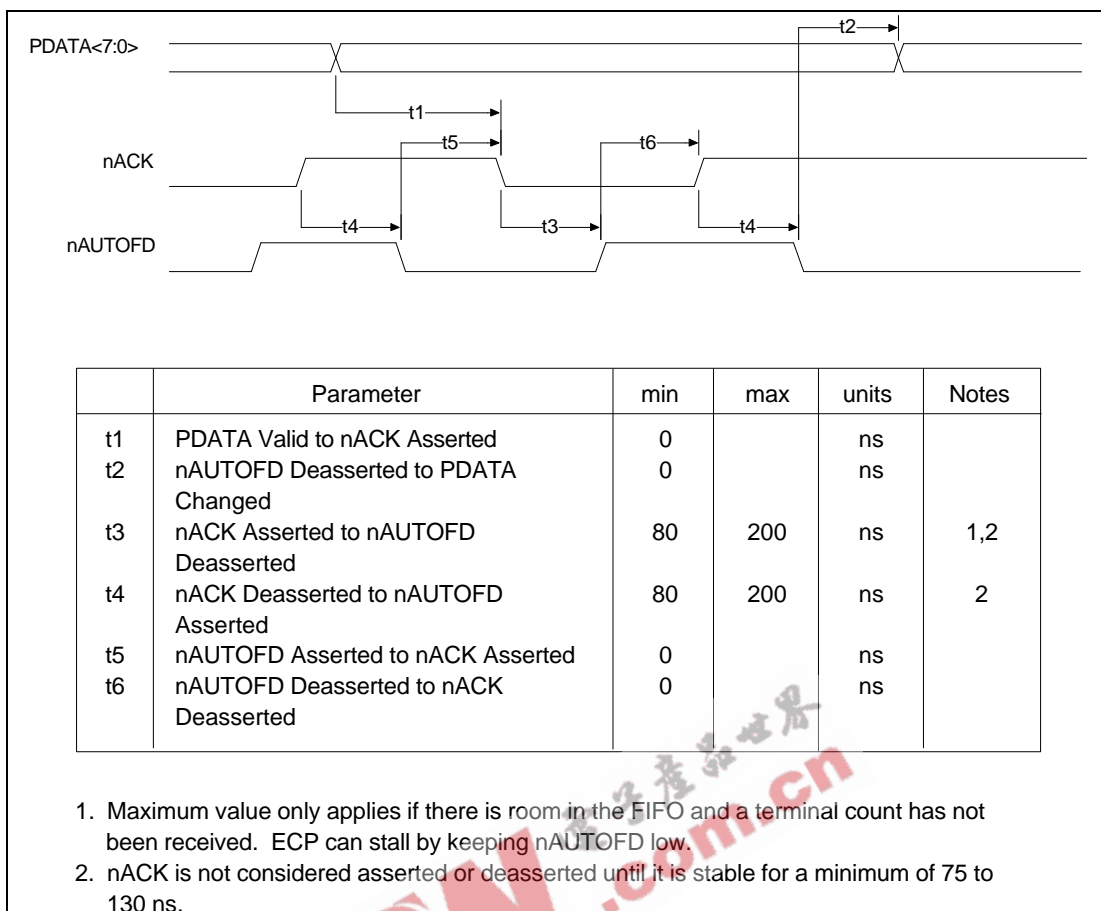 PDATA<7:0>
t2
t1
t5
t6
nACK
t4
t3
t4
nAUTOFD
Parameter min max units Notes
t1 PDATA Valid to nACK Asserted 0 ns
t2 nAUTOFD Deasserted to PDATA 0 ns
Changed
t3 nACK Asserted to nAUTOFD 80 200 ns 1,2
Deasserted
t4 nACK Deasserted to nAUTOFD 80 200 ns 2
Asserted
t5 nAUTOFD Asserted to nACK Asserted 0 ns
t6 nAUTOFD Deasserted to nACK 0 ns
Deasserted
电子产品世界
.com.cn
1. Maximum value only applies if there is room in the FIFO and a terminal count has not
been received. ECP can stall by keeping nAUTOFD low.
2. nACK is not considered asserted or deasserted until it is stable for a minimum of 75 to
130 ns.